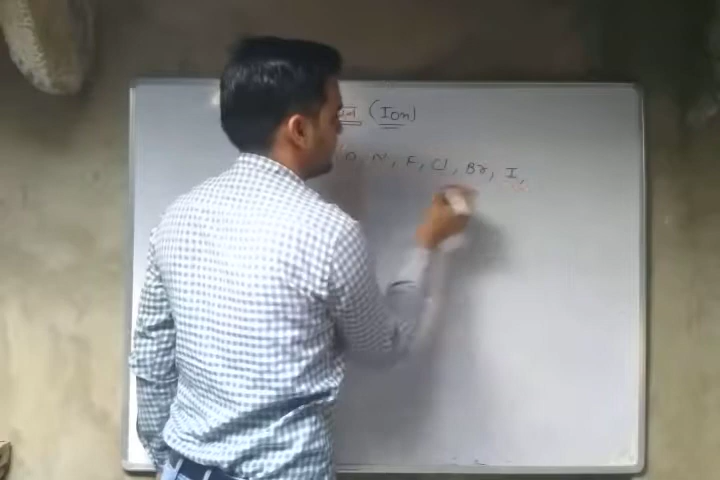 (Ion)
N, F, Cl, Br, I,